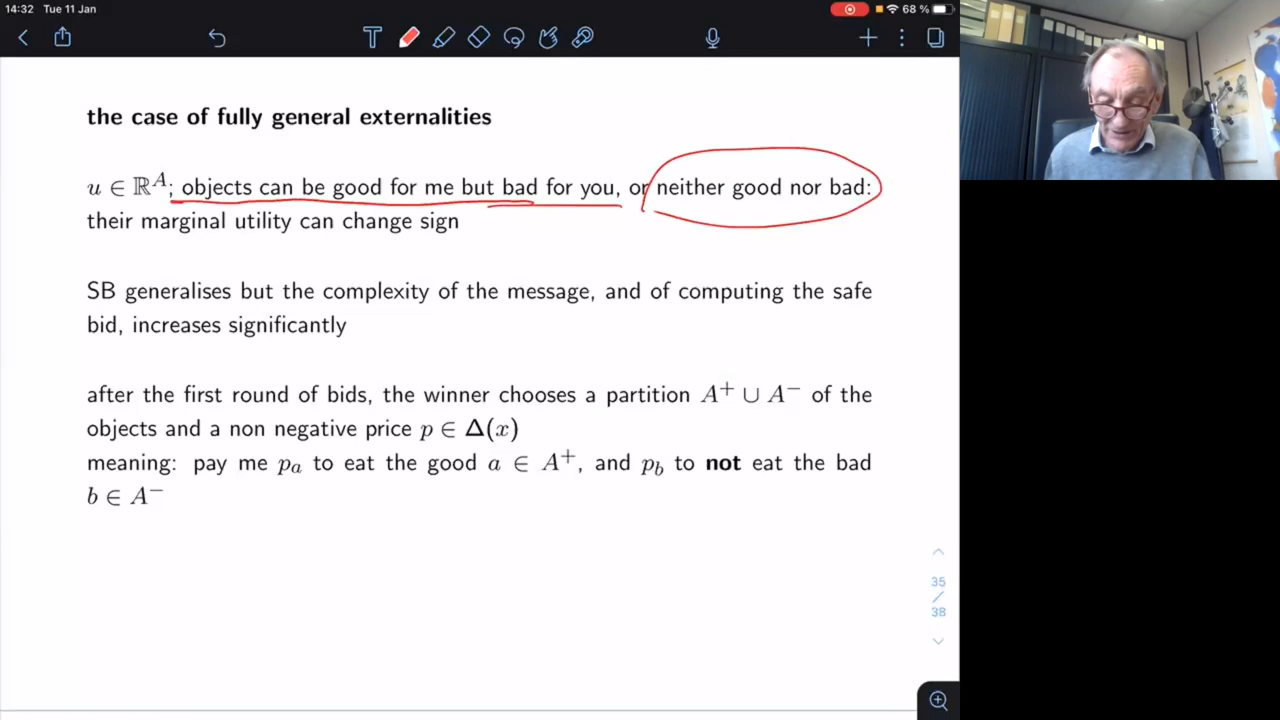 14:32 Tue 11 Jan
68 %
the case of fully general externalities
u ∈ ℝ^A; objects can be good for me but bad for you, or neither good nor bad:
their marginal utility can change sign
SB generalises but the complexity of the message, and of computing the safe
bid, increases significantly
after the first round of bids, the winner chooses a partition A⁺ ∪ A⁻ of the
objects and a non negative price p ∈ Δ(x)
meaning: pay me p_a to eat the good a ∈ A⁺, and p_b to not eat the bad
b ∈ A⁻
35
/
38